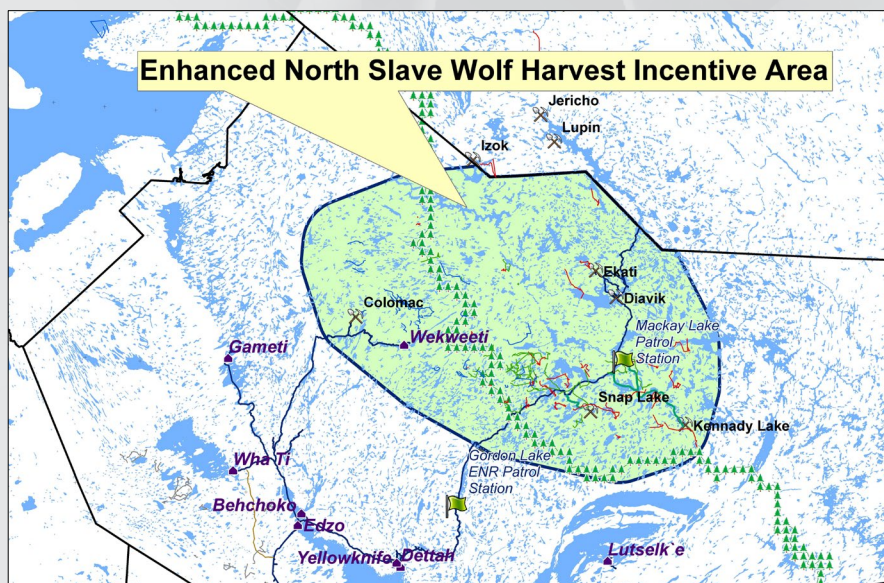 Enhanced North Slave Wolf Harvest Incentive Area
Jericho
Lupin
Izok
Ekati
Diavik
Colomac
Mackay Lake
Patrol
Station
Wekweeti
Gameti
Snap Lake
Kennady Lake
Gordon Lake
ENR Patrol
Station
Wha Ti
Behchoko
Edzo
Yellowknife
Dettah
Lutselk`e